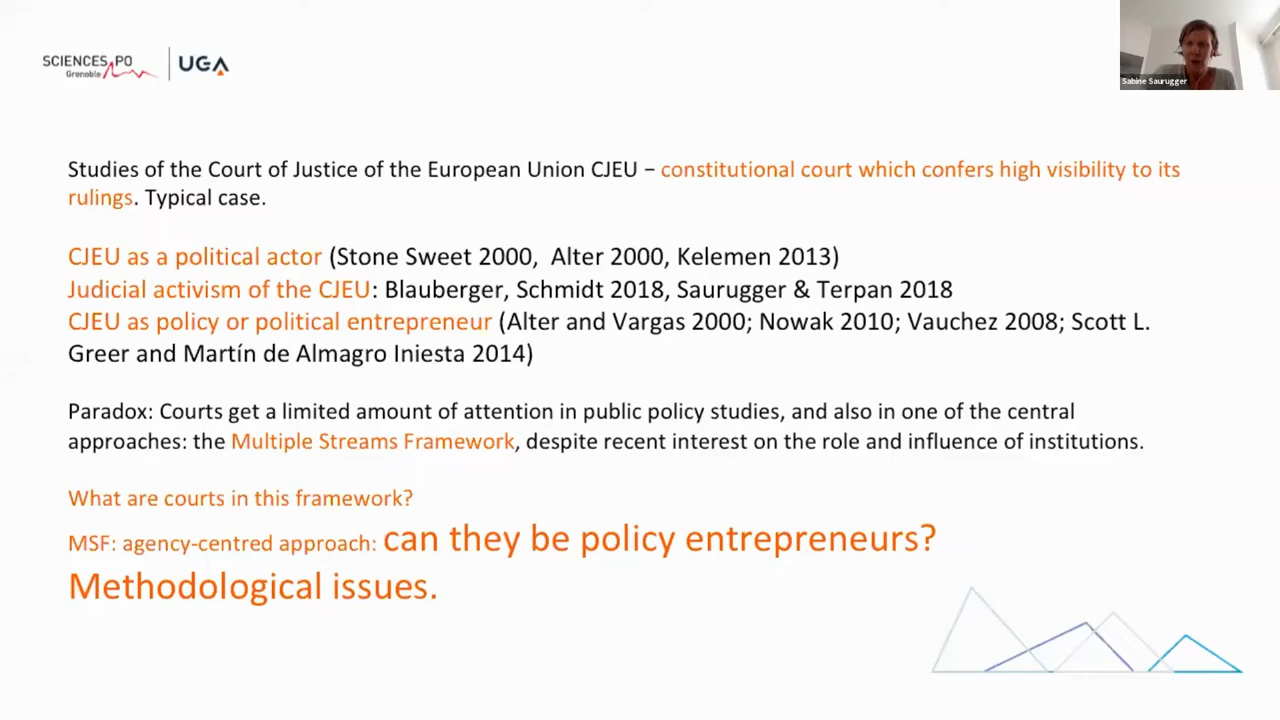 SCIENCES PO
Grenoble
UGA
Sabine Saurugger
Studies of the Court of Justice of the European Union CJEU – constitutional court which confers high visibility to its
rulings. Typical case.
CJEU as a political actor (Stone Sweet 2000, Alter 2000, Kelemen 2013)
Judicial activism of the CJEU: Blauberger, Schmidt 2018, Saurugger & Terpan 2018
CJEU as policy or political entrepreneur (Alter and Vargas 2000; Nowak 2010; Vauchez 2008; Scott L.
Greer and Martín de Almagro Iniesta 2014)
Paradox: Courts get a limited amount of attention in public policy studies, and also in one of the central
approaches: the Multiple Streams Framework, despite recent interest on the role and influence of institutions.
What are courts in this framework?
MSF: agency-centred approach: can they be policy entrepreneurs?
Methodological issues.